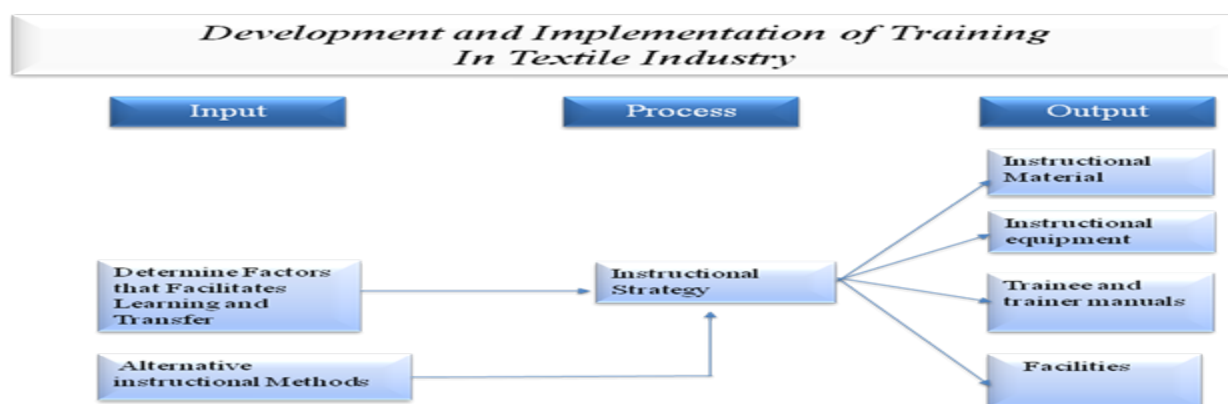 Development and Implementation of Training
In Textile Industry
Input
Process
Output
Instructional
Material
Instructional
equipment
Determine Factors
that Facilitates
Learning and
Transfer
Instructional
Strategy
Trainee and
trainer manuals
Alternative
instructional Methods
Facilities